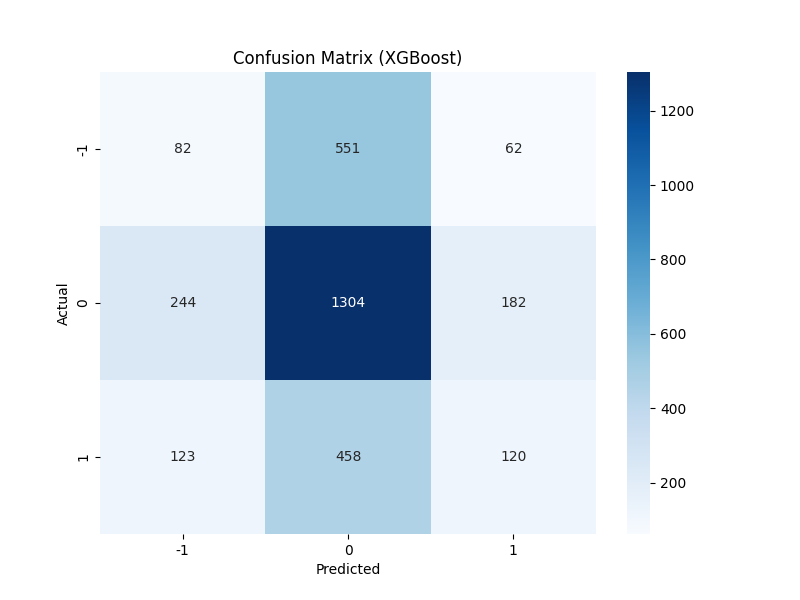 Confusion Matrix (XGBoost)
-1 82 551 62
0 244 1304 182
1 123 458 120
-1 0 1
Predicted
Actual
1200
1000
800
600
400
200